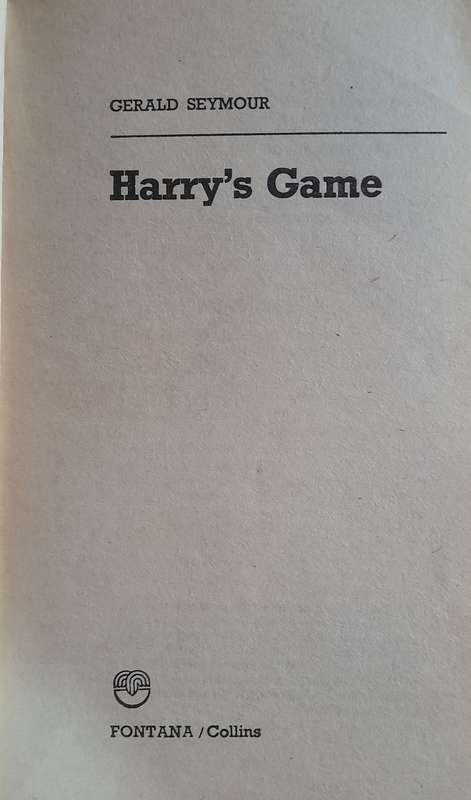 GERALD SEYMOUR
Harry's Game
FONTANA / Collins